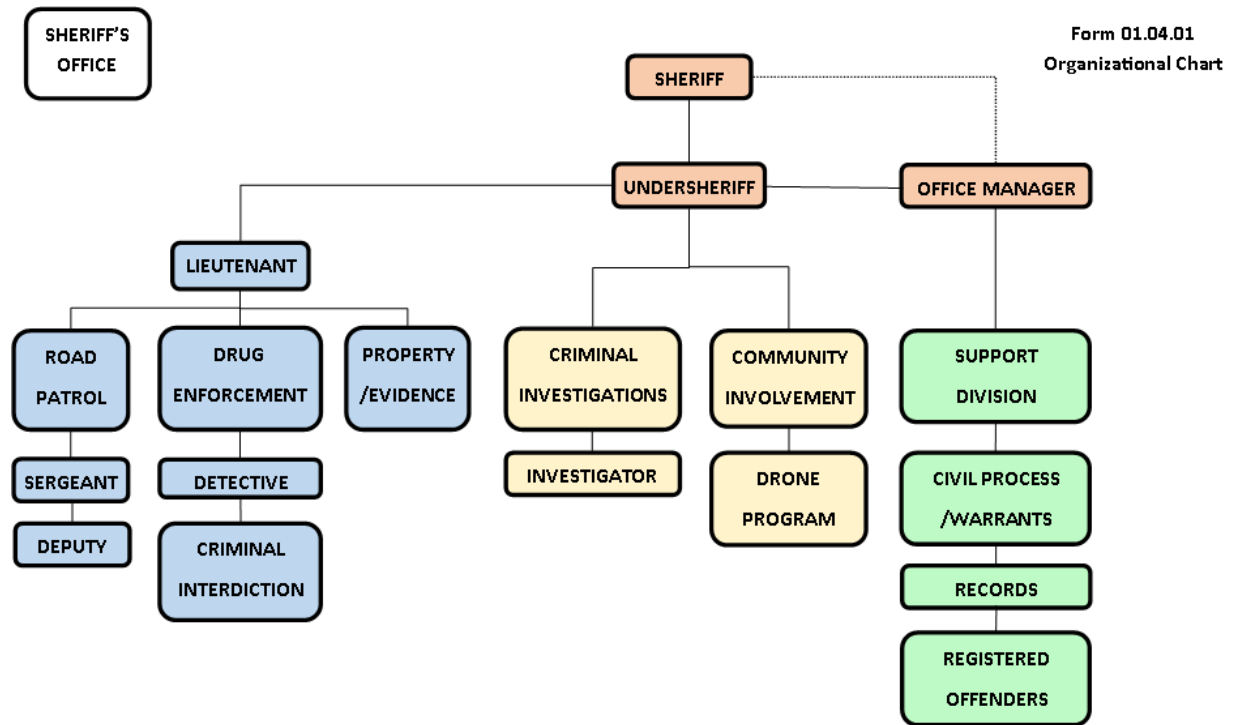 SHERIFF'S
OFFICE
Form 01.04.01
Organizational Chart
SHERIFF
UNDERSHERIFF
OFFICE MANAGER
LIEUTENANT
ROAD
PATROL
DRUG
ENFORCEMENT
PROPERTY
/EVIDENCE
CRIMINAL
INVESTIGATIONS
COMMUNITY
INVOLVEMENT
SUPPORT
DIVISION
SERGEANT
DETECTIVE
INVESTIGATOR
DRONE
PROGRAM
CIVIL PROCESS
/WARRANTS
DEPUTY
CRIMINAL
INTERDICTION
RECORDS
REGISTERED
OFFENDERS